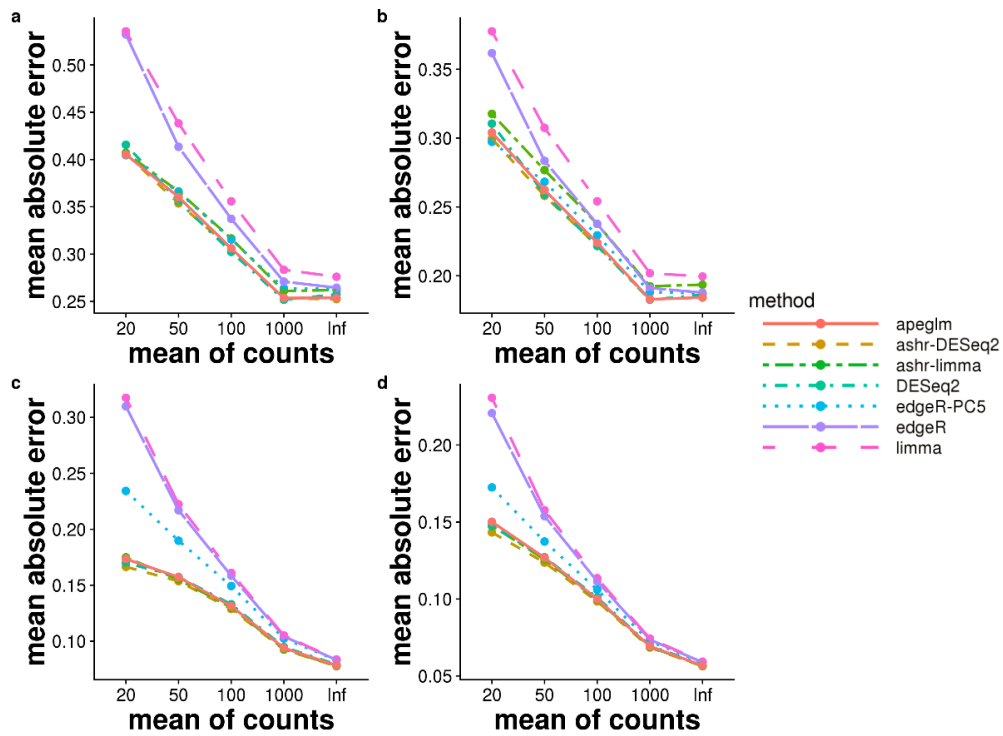 a
mean absolute error
0.50
0.45
0.40
0.35
0.30
0.25
20 50 100 1000 Inf
mean of counts
b
mean absolute error
0.35
0.30
0.25
0.20
20 50 100 1000 Inf
mean of counts
c
mean absolute error
0.30
0.25
0.20
0.15
0.10
20 50 100 1000 Inf
mean of counts
d
mean absolute error
0.20
0.15
0.10
0.05
20 50 100 1000 Inf
mean of counts
method
apeglm
ashr-DESeq2
ashr-limma
DESeq2
edgeR-PC5
edgeR
limma